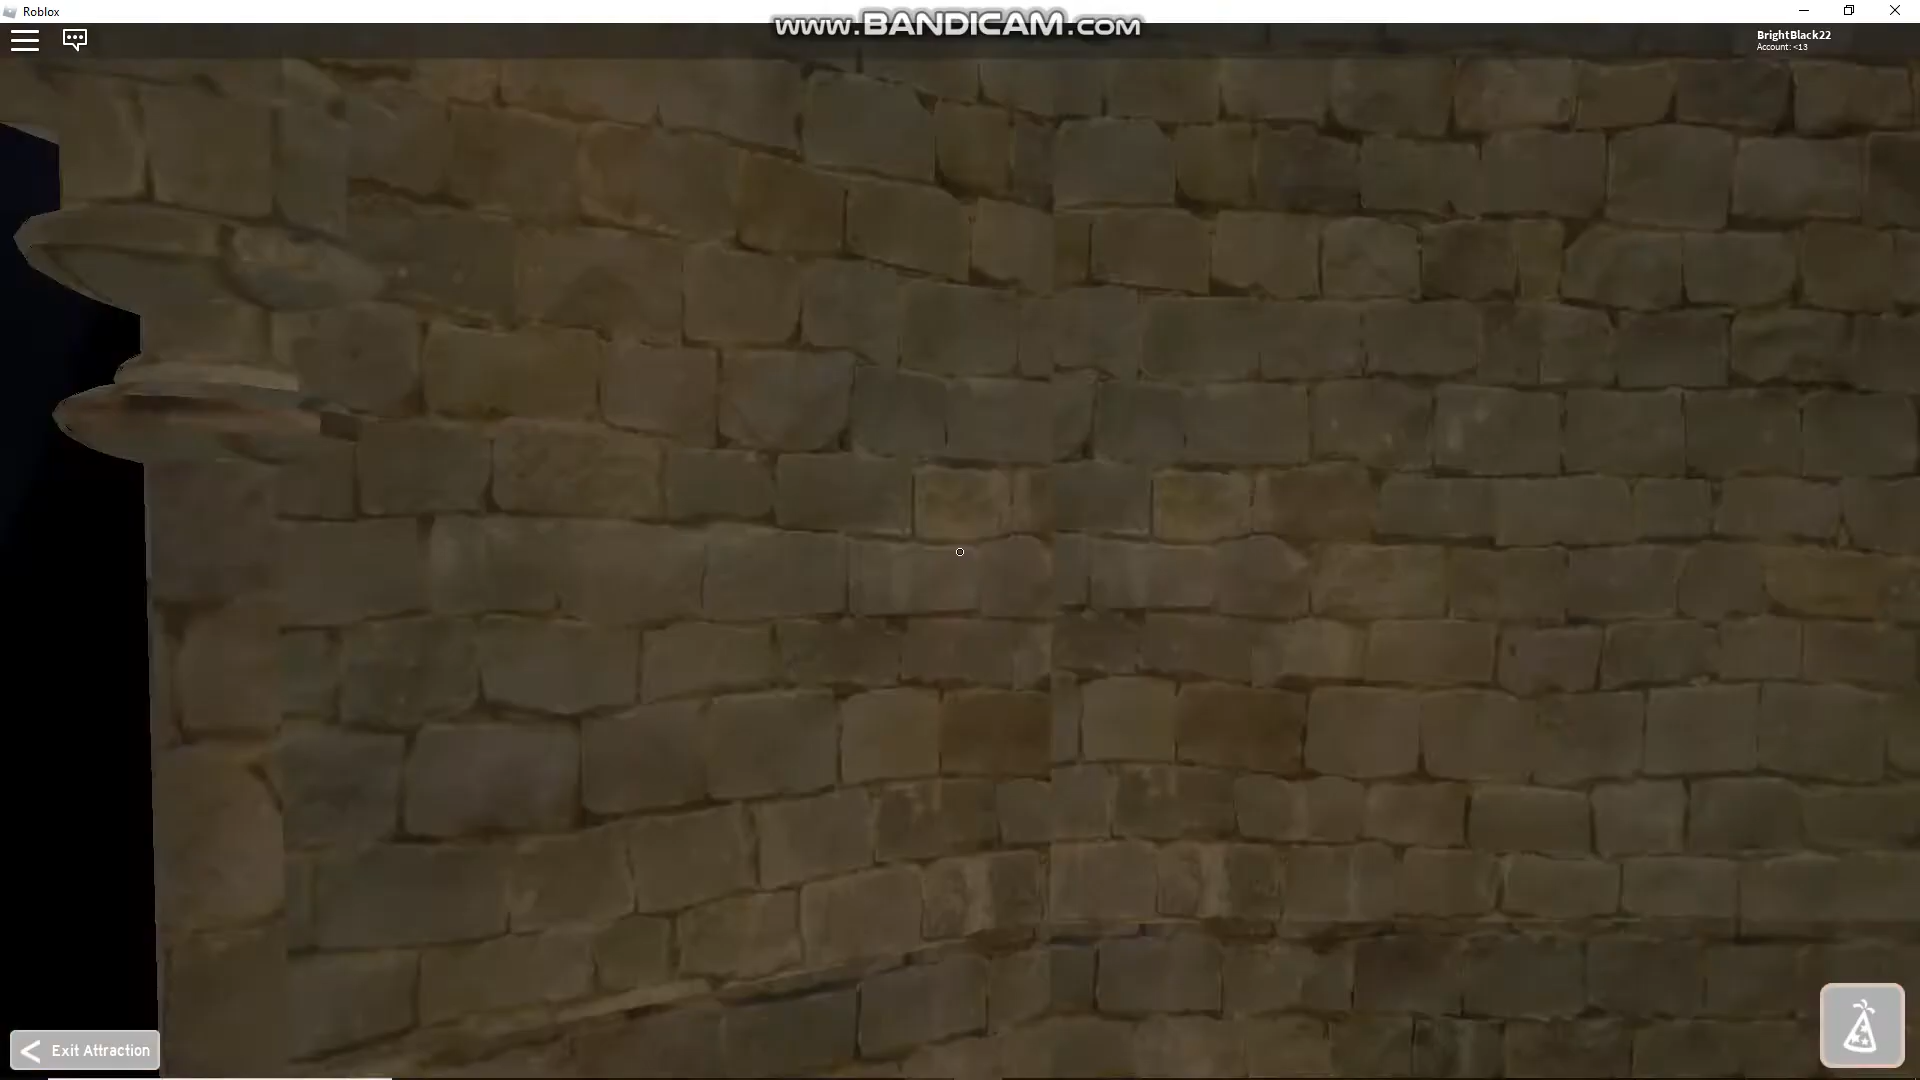 Roblox
www.BANDICAM.com
BrightBlack22
Account: <13
Exit Attraction